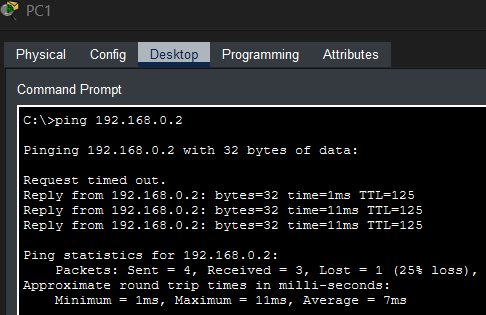 PC1
Physical Config Desktop Programming Attributes
Command Prompt
C:\>ping 192.168.0.2
Pinging 192.168.0.2 with 32 bytes of data:
Request timed out.
Reply from 192.168.0.2: bytes=32 time=1ms TTL=125
Reply from 192.168.0.2: bytes=32 time=11ms TTL=125
Reply from 192.168.0.2: bytes=32 time=11ms TTL=125
Ping statistics for 192.168.0.2:
Packets: Sent = 4, Received = 3, Lost = 1 (25% loss),
Approximate round trip times in milli-seconds:
Minimum = 1ms, Maximum = 11ms, Average = 7ms